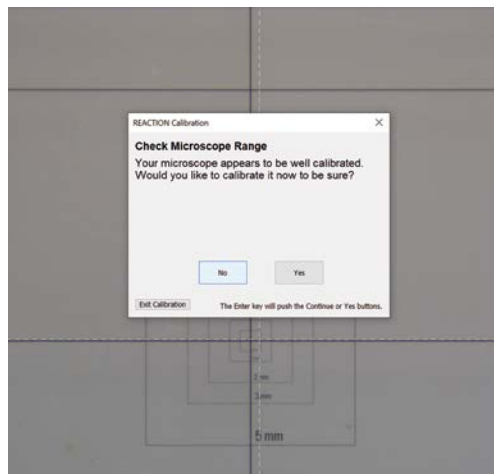 REACTION Calibration
Check Microscope Range
Your microscope appears to be well calibrated.
Would you like to calibrate it now to be sure?
No
Yes
Exit Calibration
The Enter key will push the Continue or Yes buttons.
2 mm
3 mm
5 mm